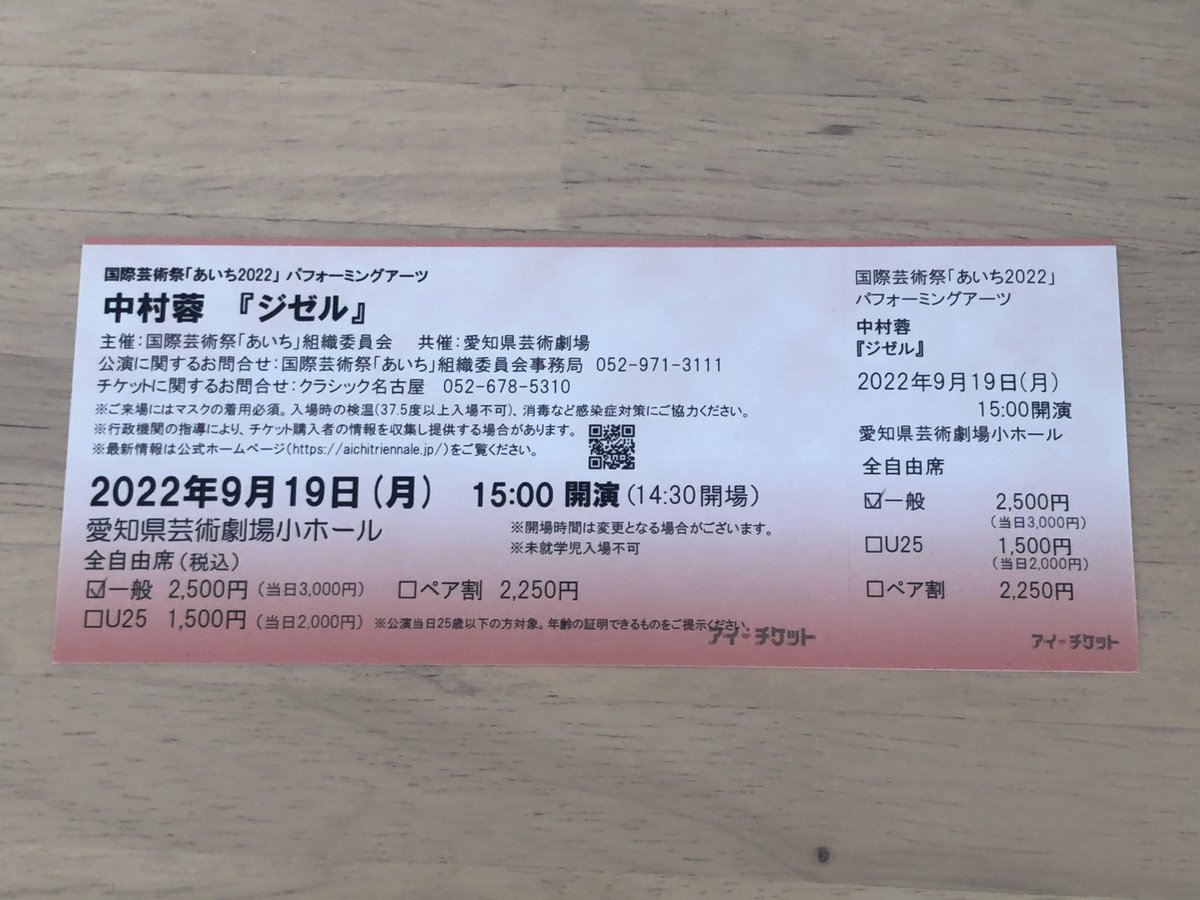 国際芸術祭「あいち2022」 パフォーミングアーツ
中村蓉 『ジゼル』
主催：国際芸術祭「あいち」組織委員会 共催：愛知県芸術劇場
公演に関するお問合せ：国際芸術祭「あいち」組織委員会事務局 052-971-3111
チケットに関するお問合せ：クラシック名古屋 052-678-5310
※ご来場にはマスクの着用必須。入場時の検温(37.5度以上入場不可)、消毒など感染症対策にご協力ください。
※行政機関の指導により、チケット購入者の情報を収集し提供する場合があります。
※最新情報は公式ホームページ(https://aichitriennale.jp/)をご覧ください。
2022年9月19日(月) 15:00 開演(14:30開場)
愛知県芸術劇場小ホール
※開場時間は変更となる場合がございます。
※未就学児入場不可
全自由席(税込)
☑一般 2,500円(当日3,000円) □ペア割 2,250円
□U25 1,500円(当日2,000円) ※公演当日25歳以下の方対象。年齢の証明できるものをご提示ください。
アイ・チケット
国際芸術祭「あいち2022」
パフォーミングアーツ
中村蓉
『ジゼル』
2022年9月19日(月)
15:00開演
愛知県芸術劇場小ホール
全自由席
☑一般 2,500円
(当日3,000円)
□U25 1,500円
(当日2,000円)
□ペア割 2,250円
アイ・チケット